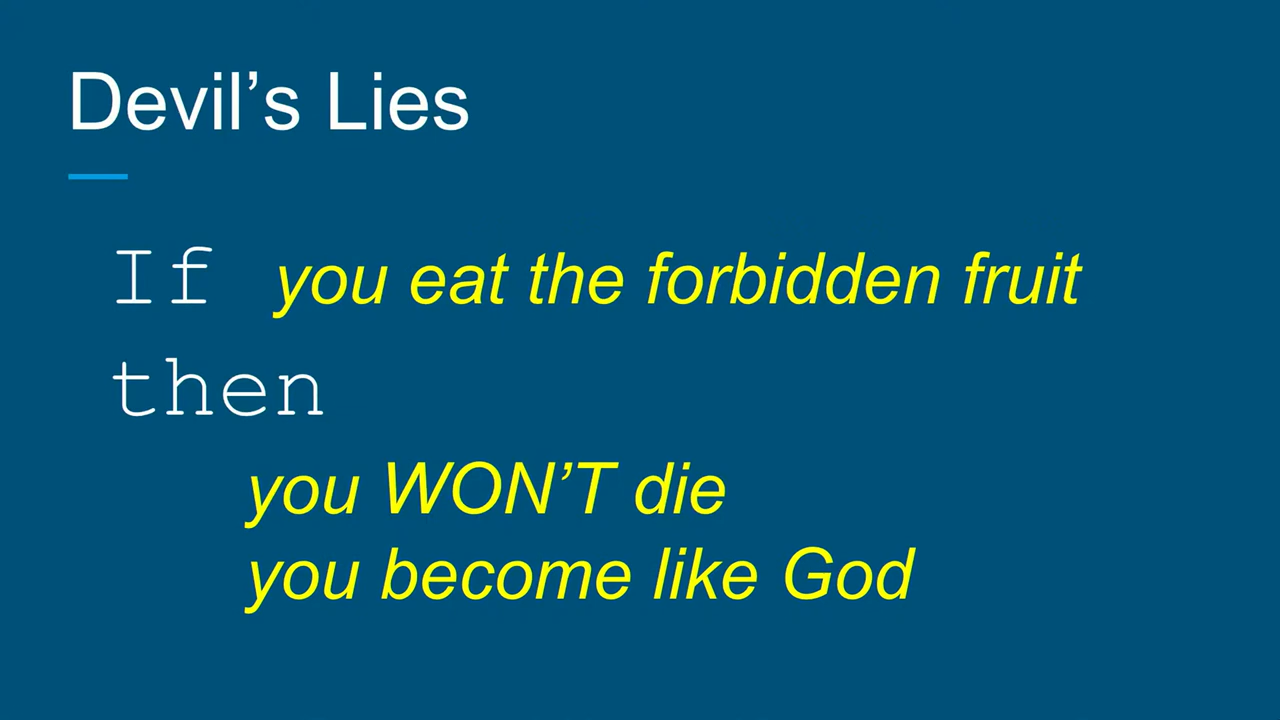 Devil’s Lies
If you eat the forbidden fruit
then
you WON’T die
you become like God